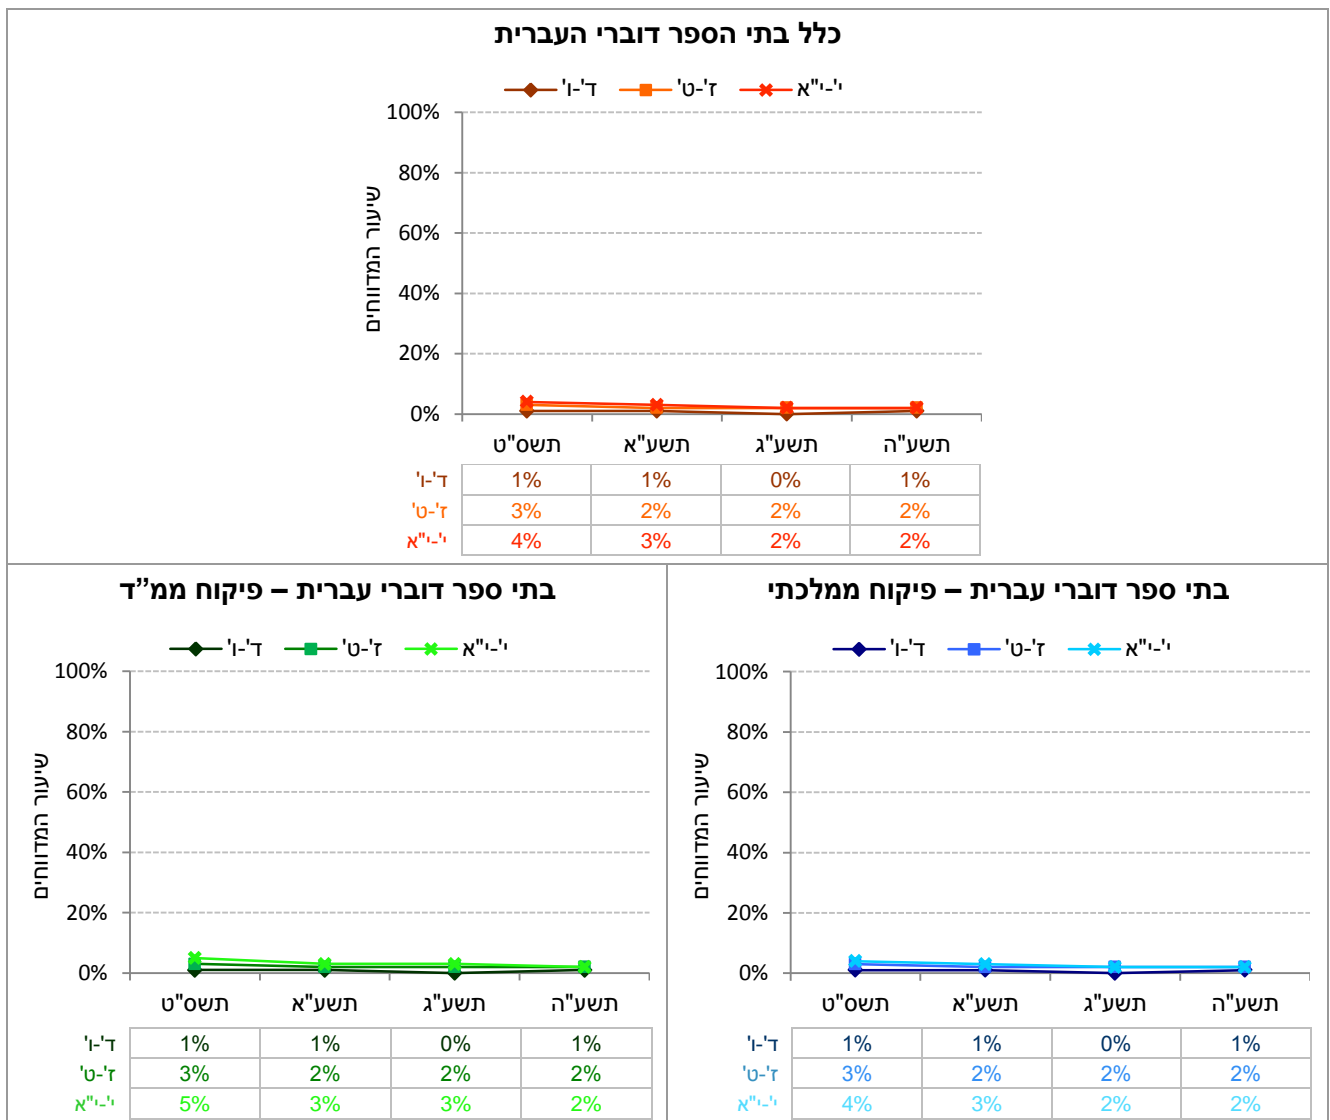 כלל בתי הספר דוברי העברית
ד'-ו' ז'-ט' י'-י"א
100%
80%
60%
40%
20%
0%
שיעור המדווחים
תשס"ט תשע"א תשע"ג תשע"ה
ד'-ו' 1% 1% 0% 1%
ז'-ט' 3% 2% 2% 2%
י'-י"א 4% 3% 2% 2%
בתי ספר דוברי עברית – פיקוח ממלכתי
ד'-ו' ז'-ט' י'-י"א
100%
80%
60%
40%
20%
0%
שיעור המדווחים
תשס"ט תשע"א תשע"ג תשע"ה
ד'-ו' 1% 1% 0% 1%
ז'-ט' 3% 2% 2% 2%
י'-י"א 4% 3% 2% 2%
בתי ספר דוברי עברית – פיקוח ממ”ד
ד'-ו' ז'-ט' י'-י"א
100%
80%
60%
40%
20%
0%
שיעור המדווחים
תשס"ט תשע"א תשע"ג תשע"ה
ד'-ו' 1% 1% 0% 1%
ז'-ט' 3% 2% 2% 2%
י'-י"א 5% 3% 3% 2%